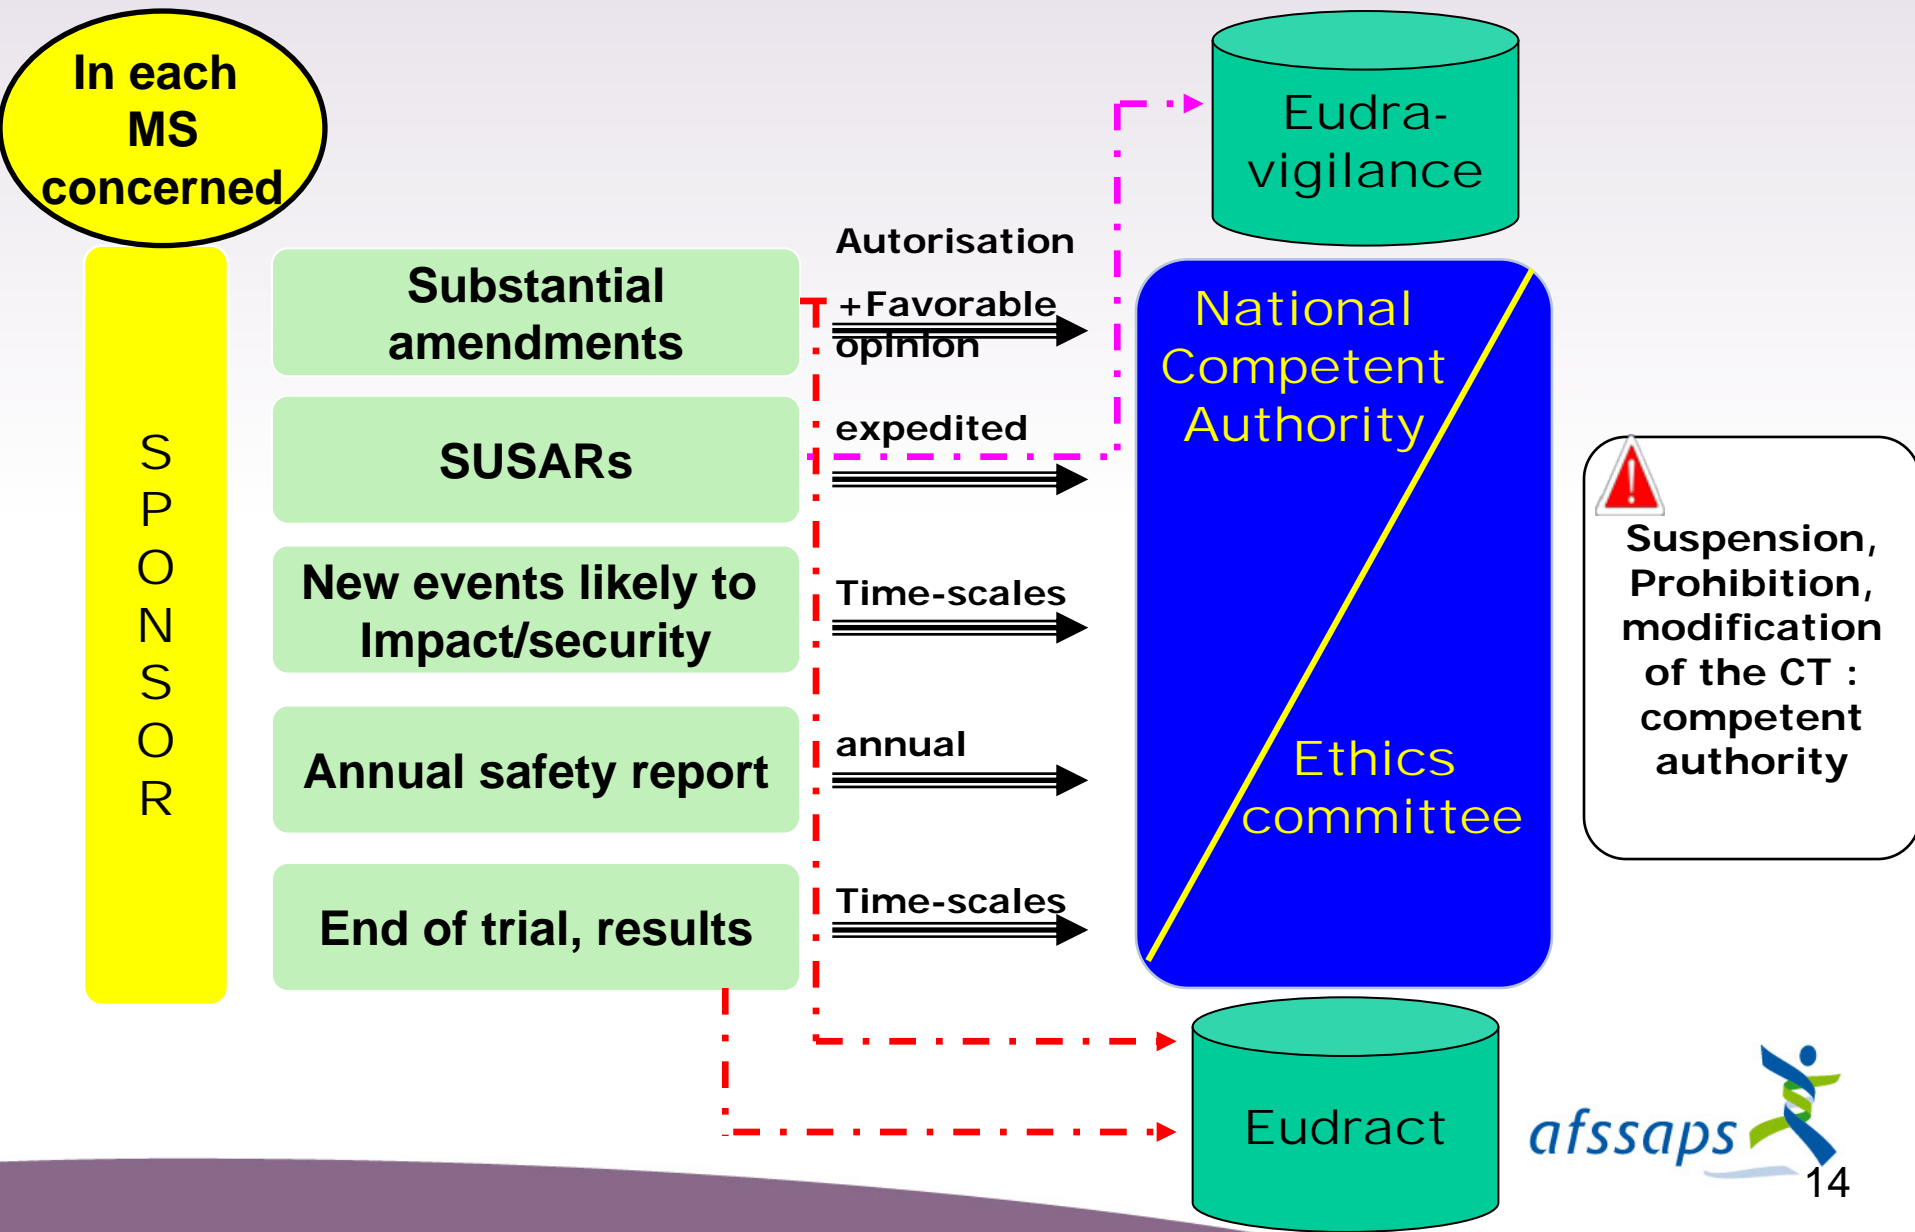 In each
MS
concerned
SPONSOR
Substantial
amendments
SUSARs
New events likely to
Impact/security
Annual safety report
End of trial, results
Autorisation
+Favorable
opinion
expedited
Time-scales
annual
Time-scales
Eudra-
vigilance
National
Competent
Authority
Ethics
committee
Eudract
Suspension,
Prohibition,
modification
of the CT :
competent
authority
afssaps
14